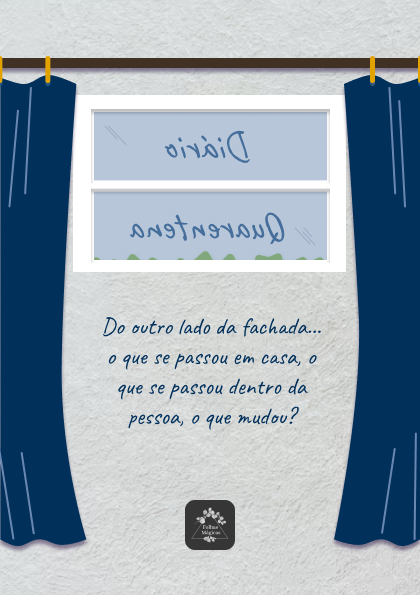 Diário
Quarentena
Do outro lado da fachada...
o que se passou em casa, o
que se passou dentro da
pessoa, o que mudou?
Folhas
Mágicas